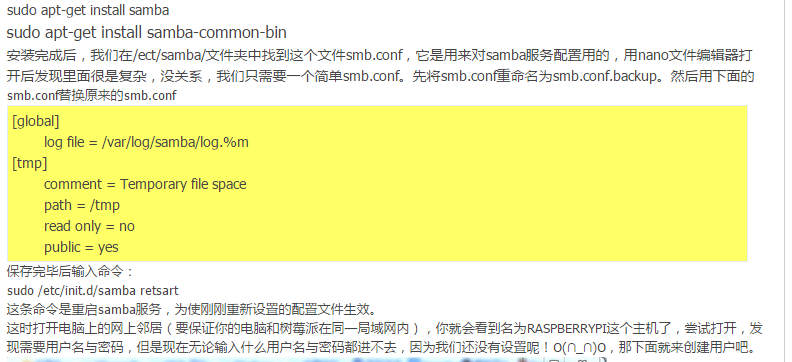 sudo apt-get install samba
sudo apt-get install samba-common-bin
安装完成后，我们在/ect/samba/文件夹中找到这个文件smb.conf，它是用来对samba服务配置用的，用nano文件编辑器打
开后发现里面很是复杂，没关系，我们只需要一个简单smb.conf。先将smb.conf重命名为smb.conf.backup。然后用下面的
smb.conf替换原来的smb.conf
[global]
log file = /var/log/samba/log.%m
[tmp]
comment = Temporary file space
path = /tmp
read only = no
public = yes
保存完毕后输入命令：
sudo /etc/init.d/samba retsart
这条命令是重启samba服务，为使刚刚重新设置的配置文件生效。
这时打开电脑上的网上邻居（要保证你的电脑和树莓派在同一局域网内），你就会看到名为RASPBERRYPI这个主机了，尝试打开，发
现需要用户名与密码，但是现在无论输入什么用户名与密码都进不去，因为我们还没有设置呢！O(∩_∩)O，那下面就来创建用户吧。